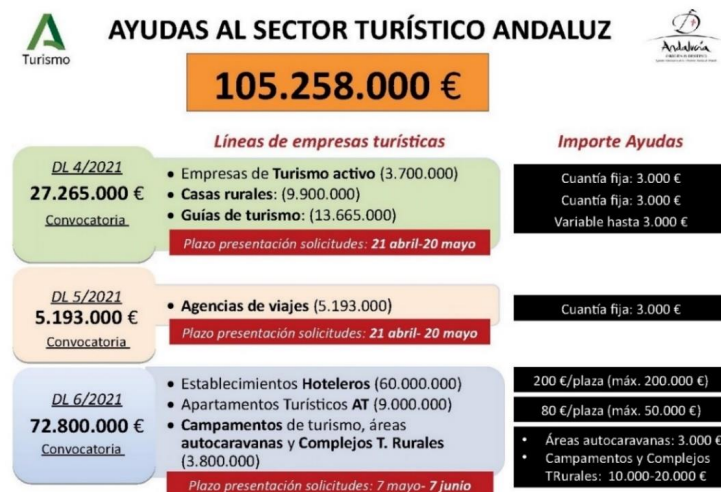 AYUDAS AL SECTOR TURÍSTICO ANDALUZ
Turismo
Andalucía
105.258.000 €
Líneas de empresas turísticas
Importe Ayudas
DL 4/2021
27.265.000 €
Convocatoria
• Empresas de Turismo activo (3.700.000)
• Casas rurales: (9.900.000)
• Guías de turismo: (13.665.000)
Plazo presentación solicitudes: 21 abril-20 mayo
Cuantía fija: 3.000 €
Cuantía fija: 3.000 €
Variable hasta 3.000 €
DL 5/2021
5.193.000 €
Convocatoria
• Agencias de viajes (5.193.000)
Plazo presentación solicitudes: 21 abril- 20 mayo
Cuantía fija: 3.000 €
DL 6/2021
72.800.000 €
Convocatoria
• Establecimientos Hoteleros (60.000.000)
• Apartamentos Turísticos AT (9.000.000)
• Campamentos de turismo, áreas
autocaravanas y Complejos T. Rurales
(3.800.000)
Plazo presentación solicitudes: 7 mayo- 7 junio
200 €/plaza (máx. 200.000 €)
80 €/plaza (máx. 50.000 €)
• Áreas autocaravanas: 3.000 €
• Campamentos y Complejos
TRurales: 10.000-20.000 €